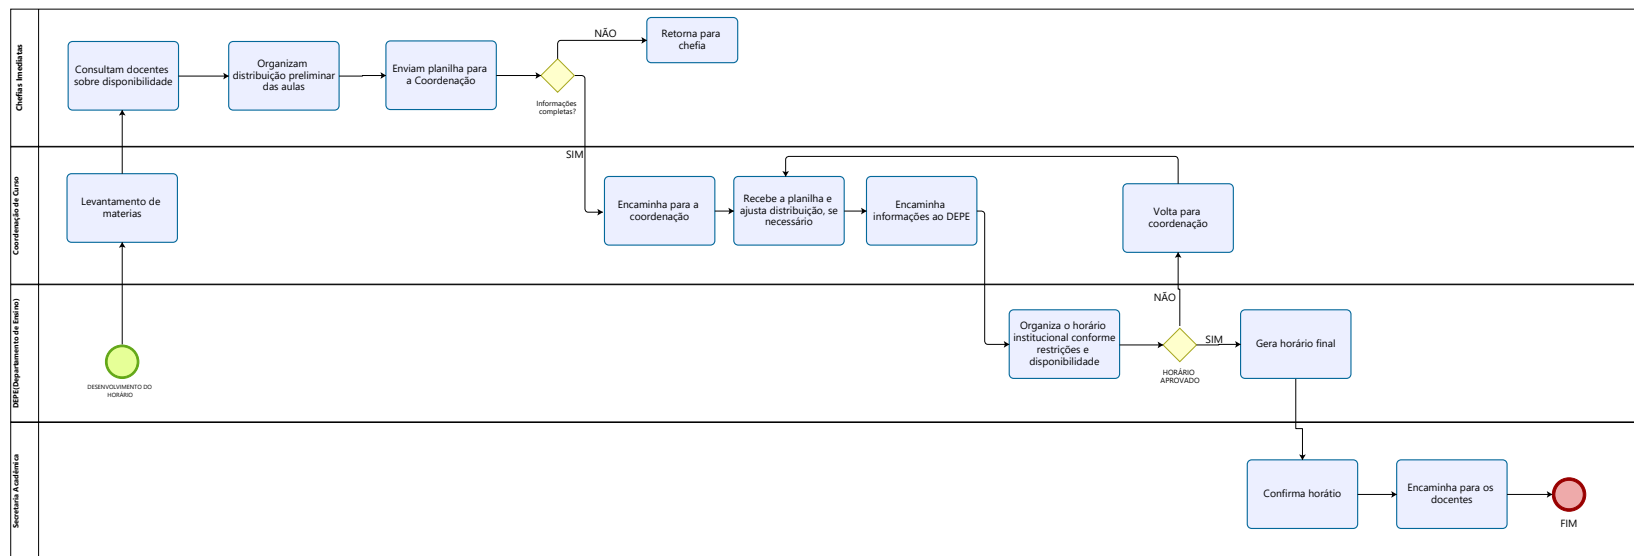 Chefias Imediatas
Consultam docentes
sobre disponibilidade
Organizam
distribuição preliminar
das aulas
Enviam planilha para
a Coordenação
Informações
completas?
NÃO
Retorna para
chefia
SIM
Coordenação de Curso
Levantamento de
materias
Encaminha para a
coordenação
Recebe a planilha e
ajusta distribuição, se
necessário
Encaminha
informações ao DEPE
Volta para
coordenação
DEPE(Departamento de Ensino)
DESENVOLVIMENTO DO
HORÁRIO
Organiza o horário
institucional conforme
restrições e
disponibilidade
NÃO
HORÁRIO
APROVADO
SIM
Gera horário final
Secretaria Acadêmica
Confirma horátio
Encaminha para os
docentes
FIM